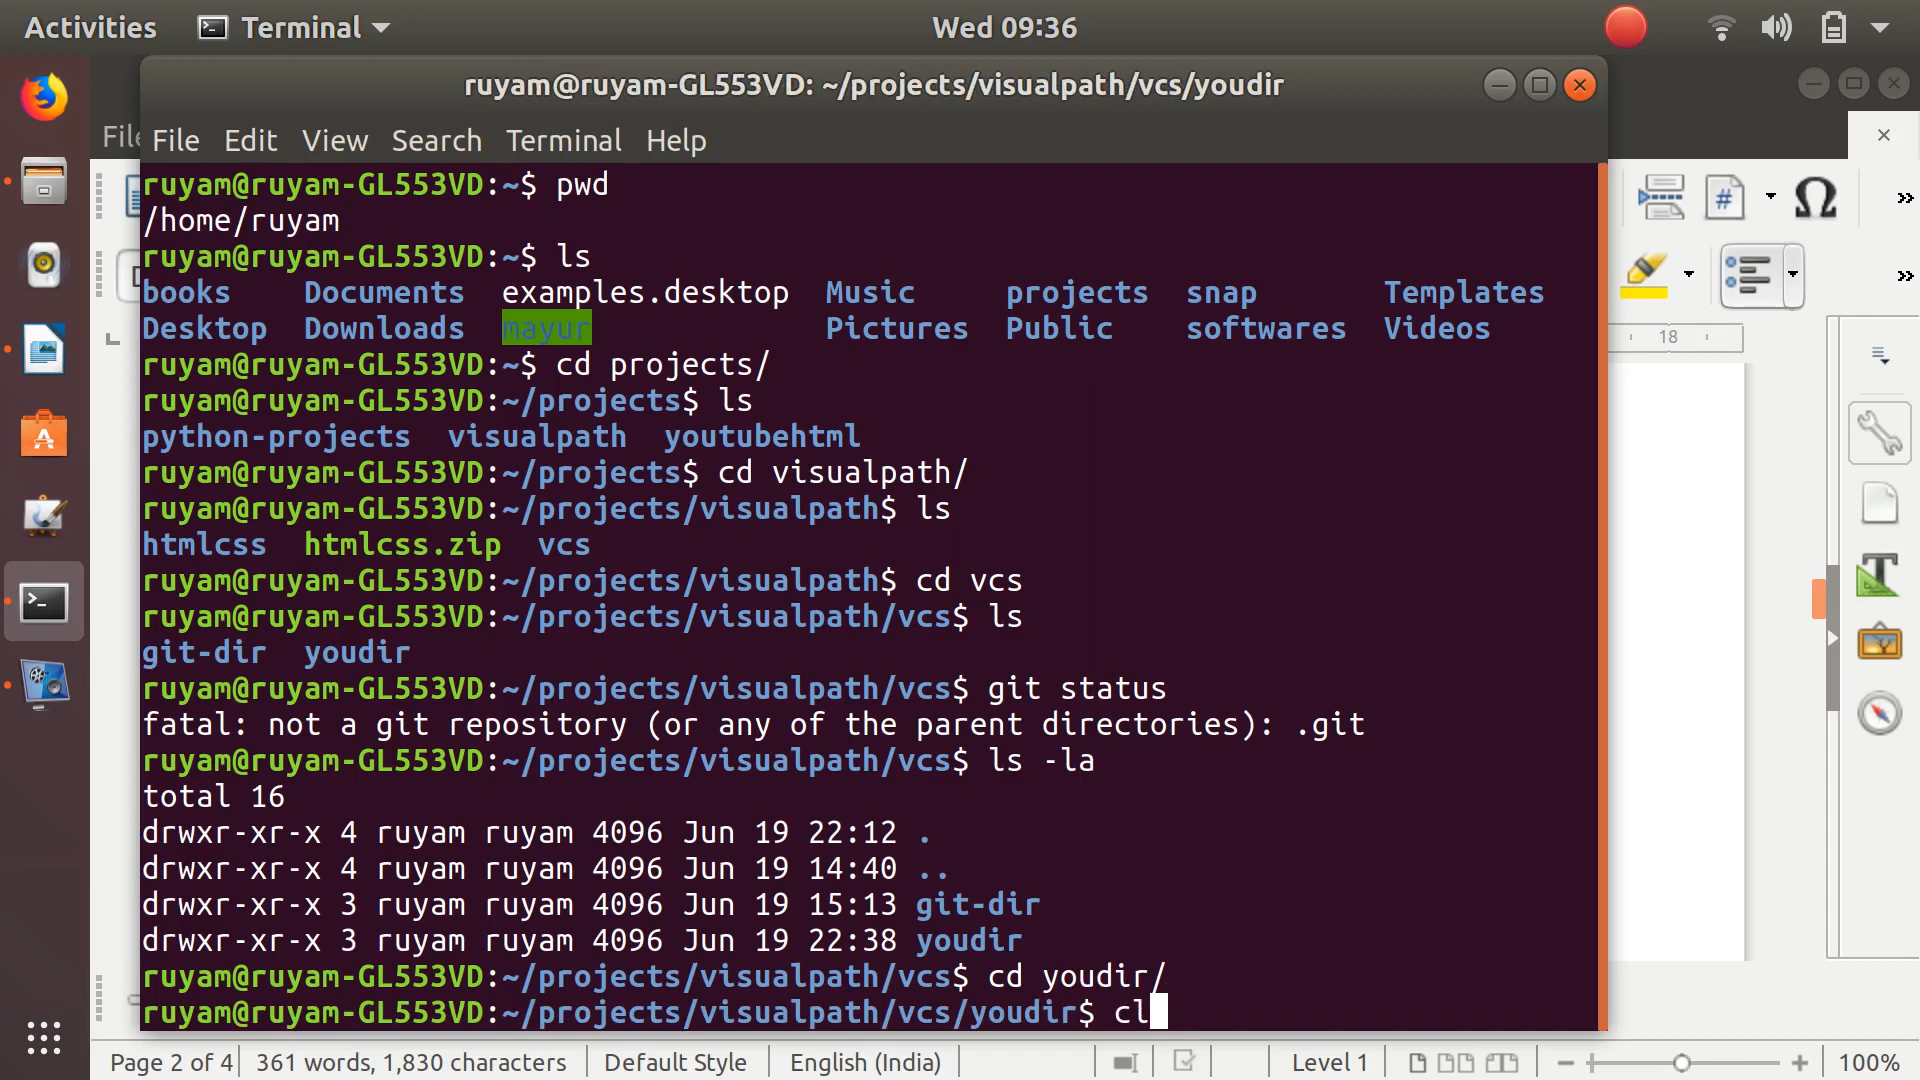 Activities Terminal Wed 09:36
ruyam@ruyam-GL553VD: ~/projects/visualpath/vcs/youdir
File Edit View Search Terminal Help
ruyam@ruyam-GL553VD:~$ pwd
/home/ruyam
ruyam@ruyam-GL553VD:~$ ls
books Documents examples.desktop Music projects snap Templates
Desktop Downloads mayur Pictures Public softwares Videos
ruyam@ruyam-GL553VD:~$ cd projects/
ruyam@ruyam-GL553VD:~/projects$ ls
python-projects visualpath youtubehtml
ruyam@ruyam-GL553VD:~/projects$ cd visualpath/
ruyam@ruyam-GL553VD:~/projects/visualpath$ ls
htmlcss htmlcss.zip vcs
ruyam@ruyam-GL553VD:~/projects/visualpath$ cd vcs
ruyam@ruyam-GL553VD:~/projects/visualpath/vcs$ ls
git-dir youdir
ruyam@ruyam-GL553VD:~/projects/visualpath/vcs$ git status
fatal: not a git repository (or any of the parent directories): .git
ruyam@ruyam-GL553VD:~/projects/visualpath/vcs$ ls -la
total 16
drwxr-xr-x 4 ruyam ruyam 4096 Jun 19 22:12 .
drwxr-xr-x 4 ruyam ruyam 4096 Jun 19 14:40 ..
drwxr-xr-x 3 ruyam ruyam 4096 Jun 19 15:13 git-dir
drwxr-xr-x 3 ruyam ruyam 4096 Jun 19 22:38 youdir
ruyam@ruyam-GL553VD:~/projects/visualpath/vcs$ cd youdir/
ruyam@ruyam-GL553VD:~/projects/visualpath/vcs/youdir$ cl
18
Page 2 of 4 361 words, 1,830 characters Default Style English (India) Level 1 100%